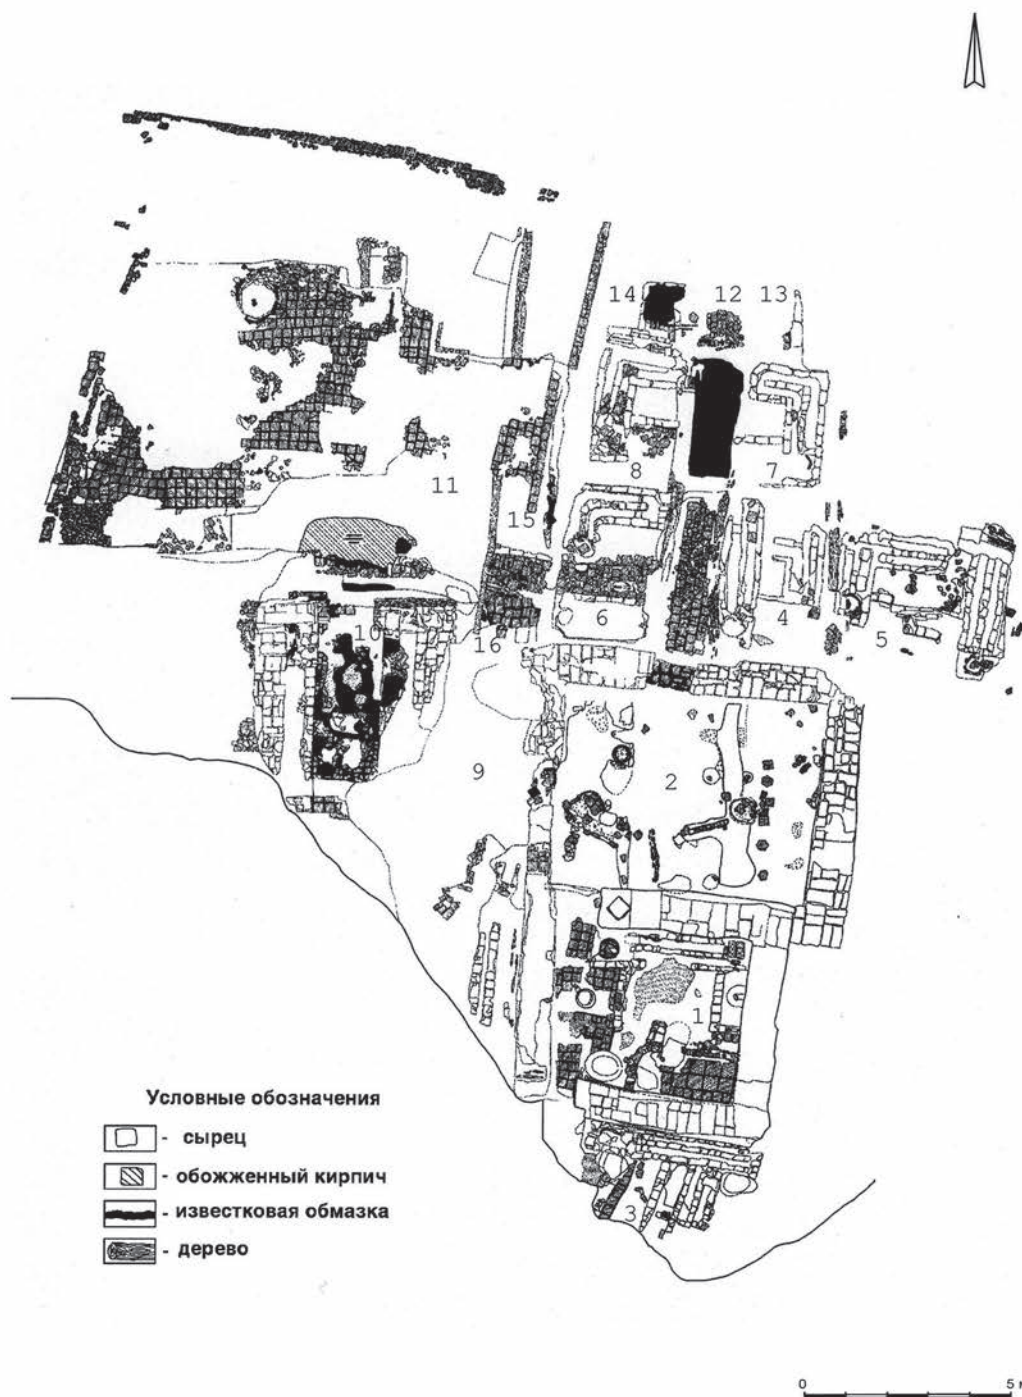 14 12 13
8 7
11
15
6 4
10
5
16
9 2
1
Условные обозначения
- сырец
- обожженный кирпич
- известковая обмазка
- дерево
3
0 5 м